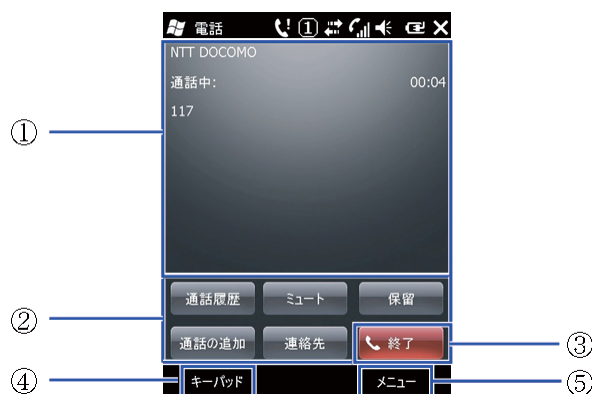 電話 ①
NTT DOCOMO
通話中: 00:04
117
①
通話履歴 ミュート 保留
②
通話の追加 連絡先 終了
③
④ キーパッド メニュー ⑤